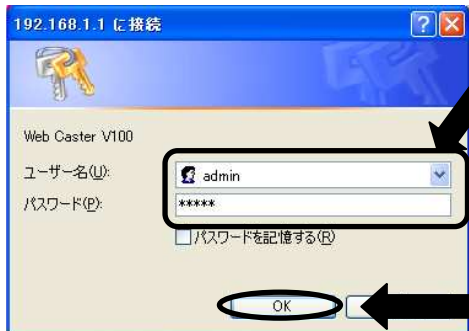 192.168.1.1 に接続
Web Caster V100
ユーザー名(U):
admin
パスワード(P):
*****
パスワードを記憶する(R)
OK